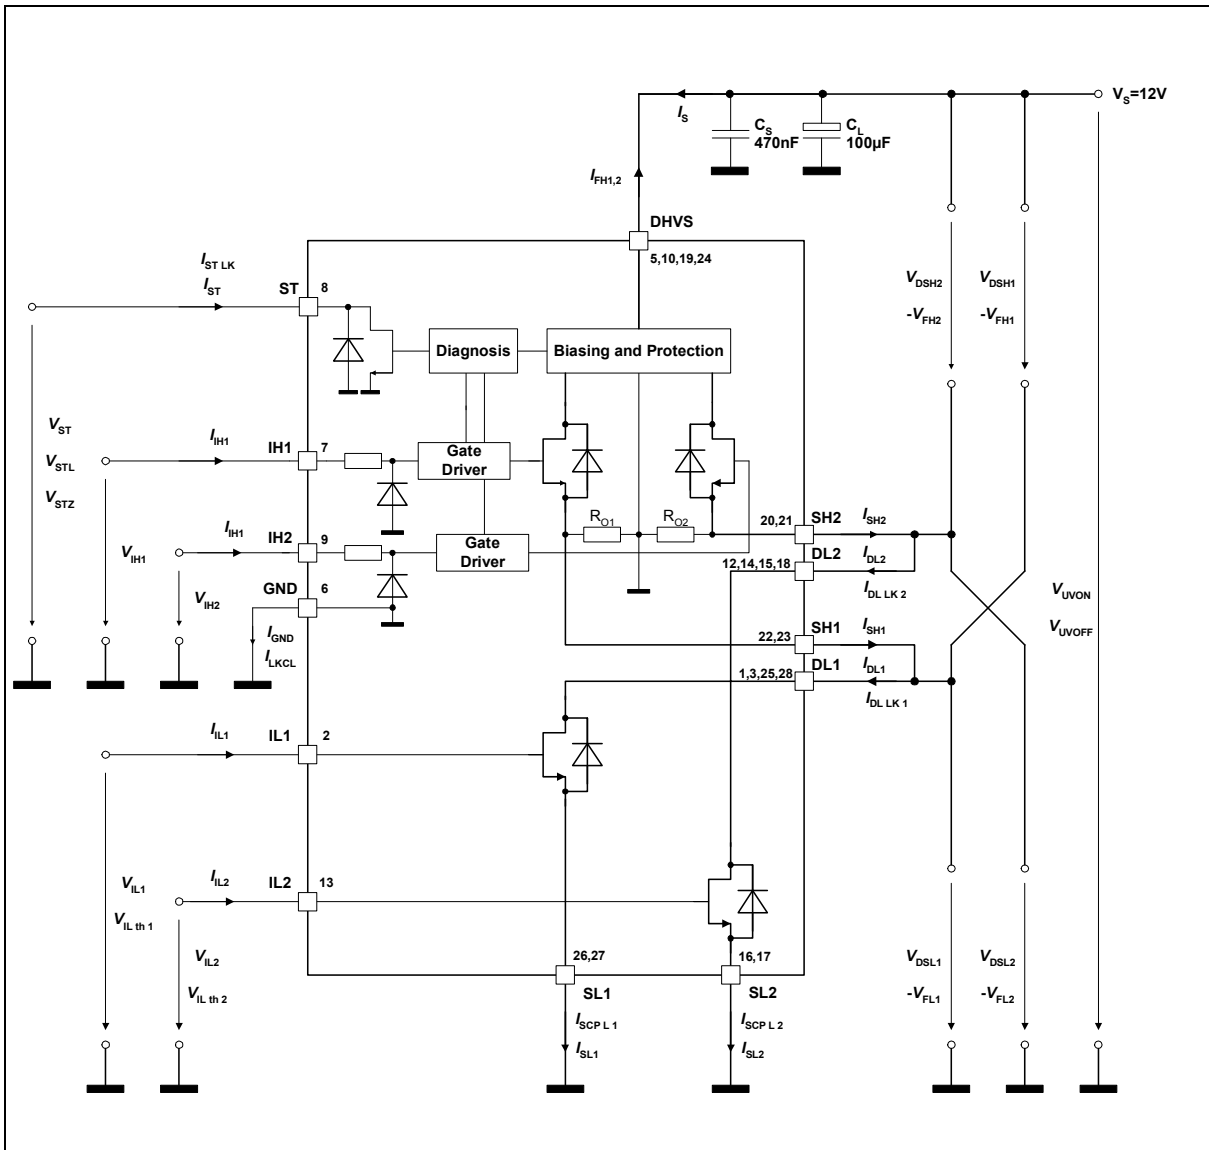 V_S=12V
I_S
C_S
470nF
C_L
100µF
I_FH1,2
DHVS
5,10,19,24
I_ST LK
I_ST
ST
8
V_DSH2
-V_FH2
V_DSH1
-V_FH1
Diagnosis
Biasing and Protection
V_ST
V_STL
V_STZ
I_IH1
IH1
7
Gate
Driver
R_O1
R_O2
20,21
SH2
I_SH2
I_IH1
IH2
9
Gate
Driver
V_IH1
I_DL2
12,14,15,18
DL2
I_DL LK 2
GND
6
V_IH2
V_UVON
V_UVOFF
I_GND
I_LKCL
SH1
I_SH1
22,23
I_DL1
1,3,25,28
DL1
I_DL LK 1
I_IL1
IL1
2
V_IL1
V_IL th 1
I_IL2
IL2
13
V_IL2
V_IL th 2
26,27
16,17
SL1
SL2
V_DSL1
-V_FL1
V_DSL2
-V_FL2
I_SCP L 1
I_SL1
I_SCP L 2
I_SL2